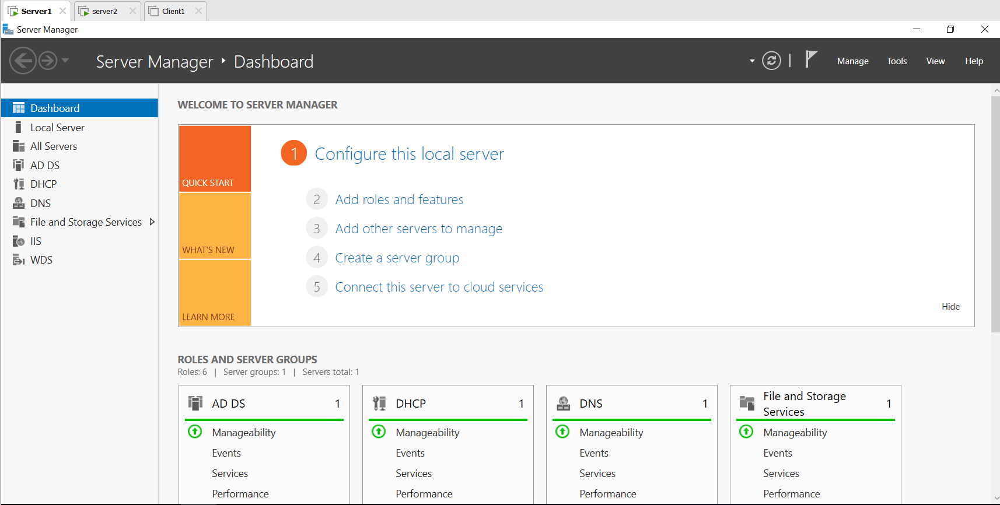 Server1
server2
Client1
Server Manager
Server Manager Dashboard
Manage Tools View Help
Dashboard
Local Server
All Servers
AD DS
DHCP
DNS
File and Storage Services
IIS
WDS
WELCOME TO SERVER MANAGER
QUICK START
WHAT'S NEW
LEARN MORE
1 Configure this local server
2 Add roles and features
3 Add other servers to manage
4 Create a server group
5 Connect this server to cloud services
Hide
ROLES AND SERVER GROUPS
Roles: 6 | Server groups: 1 | Servers total: 1
AD DS 1
Manageability
Events
Services
Performance
DHCP 1
Manageability
Events
Services
Performance
DNS 1
Manageability
Events
Services
Performance
File and Storage
Services 1
Manageability
Events
Services
Performance